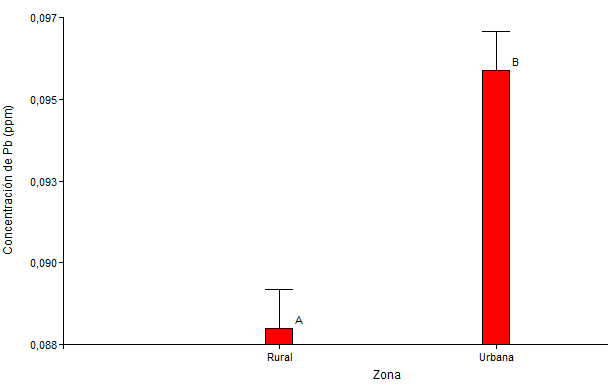 0,097
0,095
0,093
0,090
0,088
Concentración de Pb (ppm)
A
B
Rural
Urbana
Zona